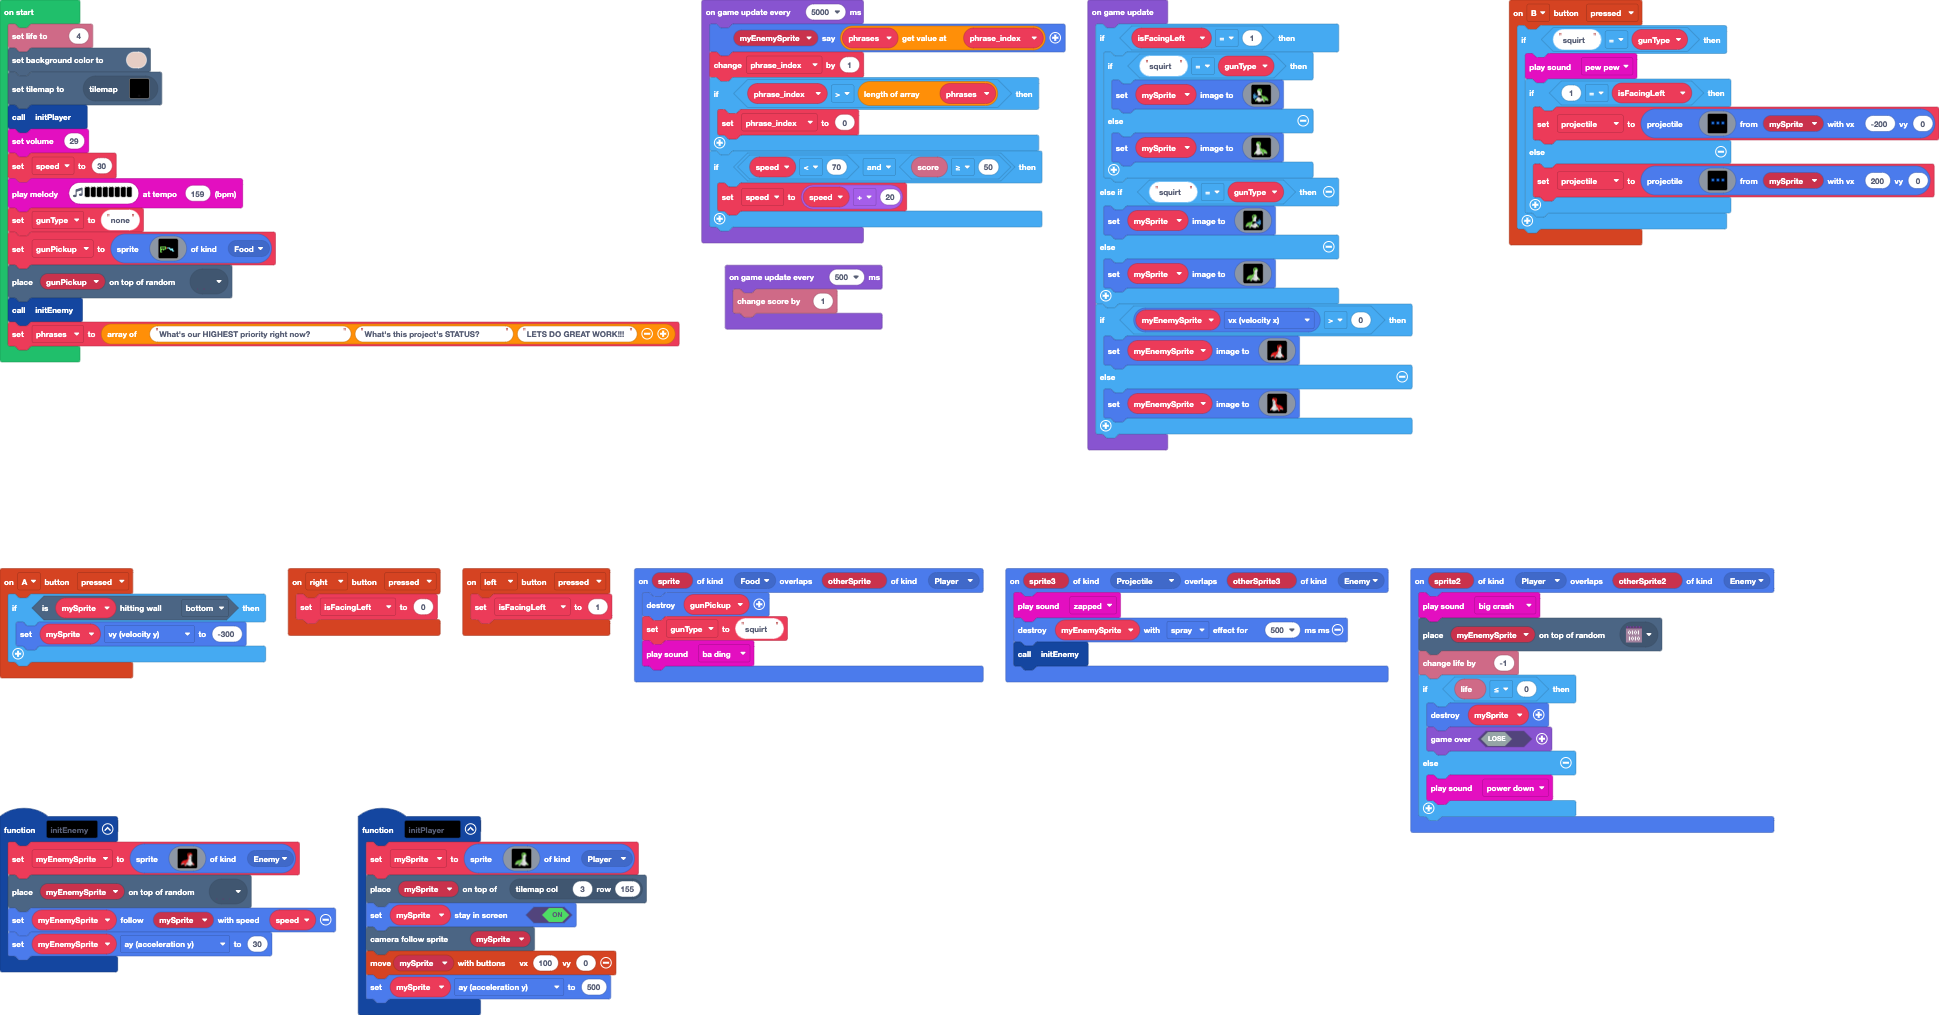 on start
set life to 4
set background color to
set tilemap to tilemap
call initPlayer
set volume 29
set speed to 30
play melody at tempo 159 (bpm)
set gunType to "none"
set gunPickup to sprite of kind Food
place gunPickup on top of random
call initEnemy
set phrases to array of "What's our HIGHEST priority right now?" "What's this project's STATUS?" "LETS DO GREAT WORK!!!"
on game update every 5000 ms
myEnemySprite say phrases get value at phrase_index
change phrase_index by 1
if phrase_index > length of array phrases then
set phrase_index to 0
if speed < 70 and score ≥ 50 then
set speed to speed + 20
on game update every 500 ms
change score by 1
on game update
if isFacingLeft = 1 then
if "squirt" = gunType then
set mySprite image to
else
set mySprite image to
else if "squirt" = gunType then
set mySprite image to
else
set mySprite image to
if myEnemySprite vx (velocity x) > 0 then
set myEnemySprite image to
else
set myEnemySprite image to
on B button pressed
if "squirt" = gunType then
play sound pew pew
if 1 = isFacingLeft then
set projectile to projectile from mySprite with vx -200 vy 0
else
set projectile to projectile from mySprite with vx 200 vy 0
on A button pressed
if is mySprite hitting wall bottom then
set mySprite vy (velocity y) to -300
on right button pressed
set isFacingLeft to 0
on left button pressed
set isFacingLeft to 1
on sprite of kind Food overlaps otherSprite of kind Player
destroy gunPickup
set gunType to "squirt"
play sound ba ding
on sprite3 of kind Projectile overlaps otherSprite3 of kind Enemy
play sound zapped
destroy myEnemySprite with spray effect for 500 ms ms
call initEnemy
on sprite2 of kind Player overlaps otherSprite2 of kind Enemy
play sound big crash
place myEnemySprite on top of random
change life by -1
if life ≤ 0 then
destroy mySprite
game over LOSE
else
play sound power down
function initEnemy
set myEnemySprite to sprite of kind Enemy
place myEnemySprite on top of random
set myEnemySprite follow mySprite with speed speed
set myEnemySprite ay (acceleration y) to 30
function initPlayer
set mySprite to sprite of kind Player
place mySprite on top of tilemap col 3 row 155
set mySprite stay in screen ON
camera follow sprite mySprite
move mySprite with buttons vx 100 vy 0
set mySprite ay (acceleration y) to 500